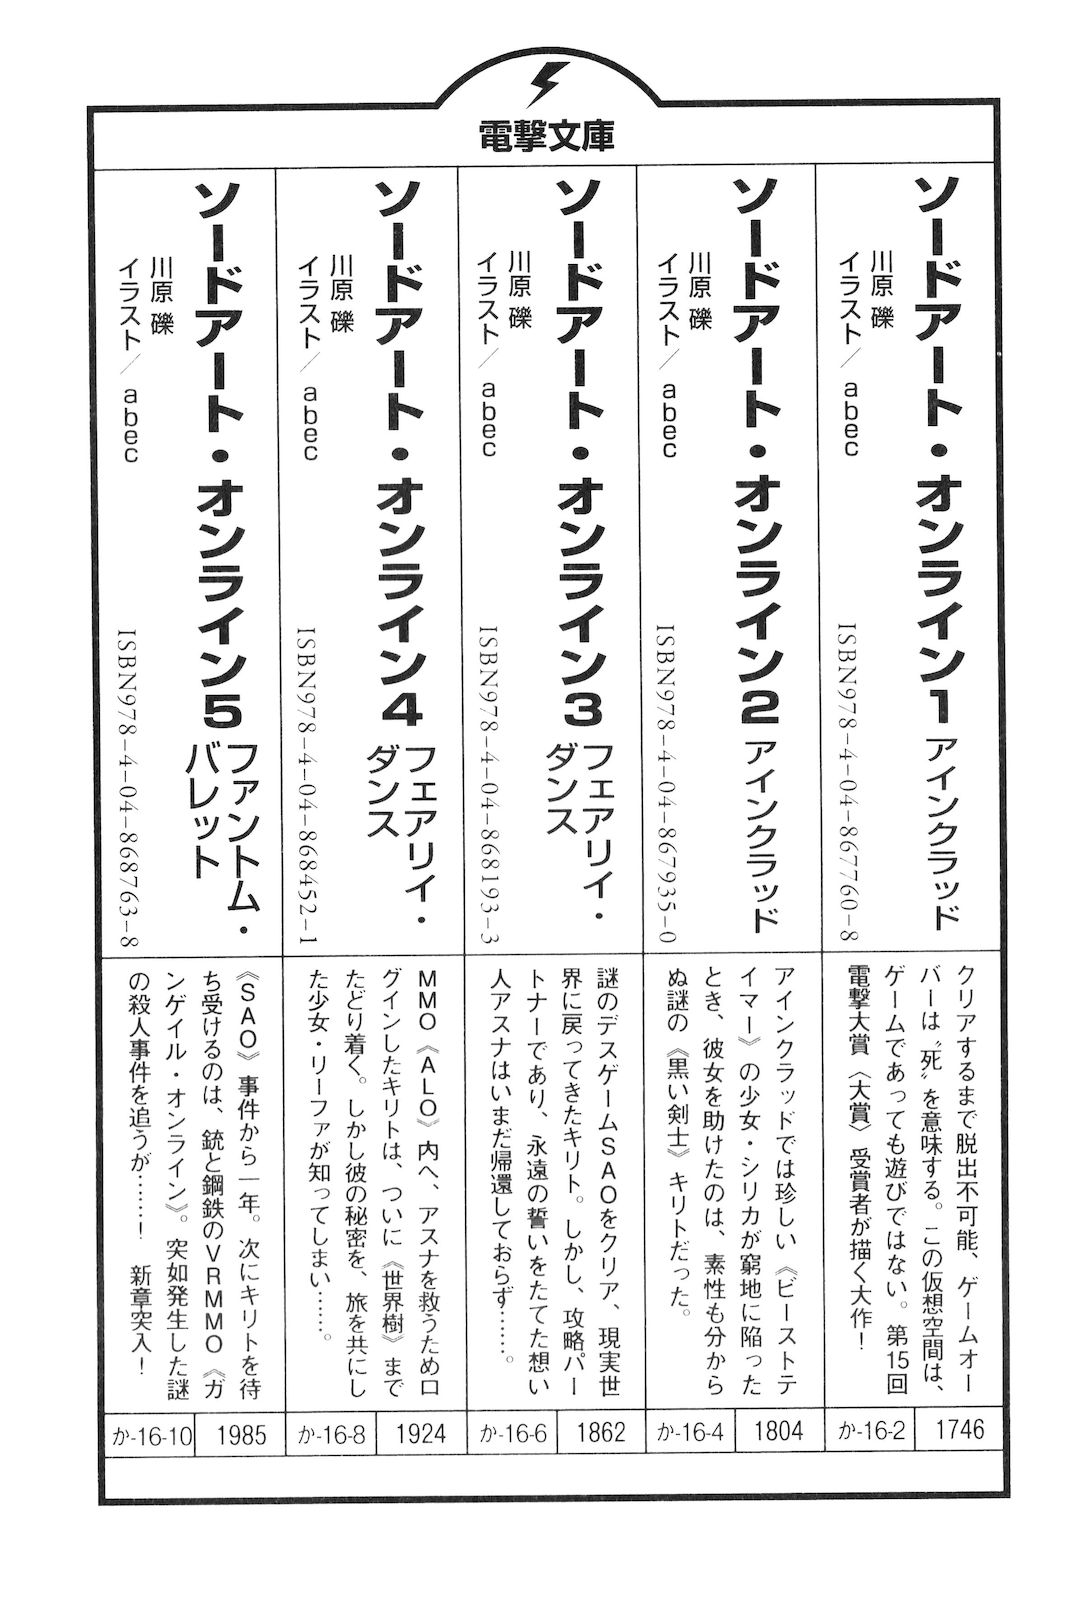 電撃文庫
ソードアート・オンライン1 アインクラッド
川原 礫
イラスト/abec
ISBN978-4-04-867760-8
クリアするまで脱出不可能、ゲームオー
バーは〝死〟を意味する。この仮想空間は、
ゲームであっても遊びではない。第15回
電撃大賞〈大賞〉受賞者が描く大作！
か-16-2
1746
ソードアート・オンライン2 アインクラッド
川原 礫
イラスト/abec
ISBN978-4-04-867935-0
アインクラッドでは珍しい《ビーストテ
イマー》の少女・シリカが窮地に陥った
とき、彼女を助けたのは、素性も分から
ぬ謎の《黒い剣士》キリトだった。
か-16-4
1804
ソードアート・オンライン3 フェアリィ・
ダンス
川原 礫
イラスト/abec
ISBN978-4-04-868193-3
謎のデスゲームSAOをクリア、現実世
界に戻ってきたキリト。しかし、攻略パー
トナーであり、永遠の誓いをたてた想い
人アスナはいまだ帰還しておらず……。
か-16-6
1862
ソードアート・オンライン4 フェアリィ・
ダンス
川原 礫
イラスト/abec
ISBN978-4-04-868452-1
MMO《ALO》内へ、アスナを救うためロ
グインしたキリトは、ついに《世界樹》まで
たどり着く。しかし彼の秘密を、旅を共にし
た少女・リーファが知ってしまい……。
か-16-8
1924
ソードアート・オンライン5 ファントム・
バレット
川原 礫
イラスト/abec
ISBN978-4-04-868763-8
《SAO》事件から一年。次にキリトを待
ち受けるのは、銃と鋼鉄のVRMMO《ガ
ンゲイル・オンライン》。突如発生した謎
の殺人事件を追うが……！　新章突入！
か-16-10
1985